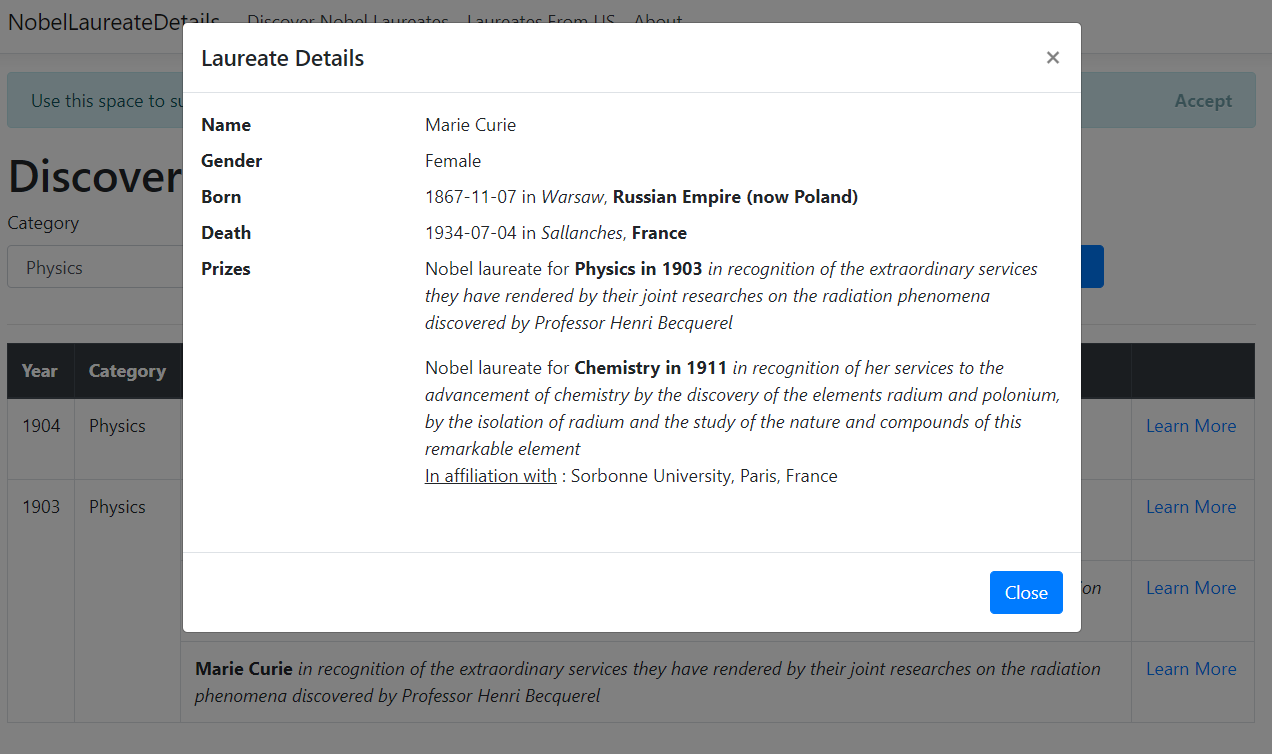 NobelLaureateDetails Discover Nobel Laureates Laureates From US About
Laureate Details ×
Use this space to su
Accept
Name Marie Curie
Gender Female
Born 1867-11-07 in Warsaw, Russian Empire (now Poland)
Death 1934-07-04 in Sallanches, France
Prizes Nobel laureate for Physics in 1903 in recognition of the extraordinary services
they have rendered by their joint researches on the radiation phenomena
discovered by Professor Henri Becquerel
Nobel laureate for Chemistry in 1911 in recognition of her services to the
advancement of chemistry by the discovery of the elements radium and polonium,
by the isolation of radium and the study of the nature and compounds of this
remarkable element
In affiliation with : Sorbonne University, Paris, France
Close
Discover
Category
Physics
Year Category
1904 Physics Learn More
1903 Physics Learn More
on Learn More
Marie Curie in recognition of the extraordinary services they have rendered by their joint researches on the radiation Learn More
phenomena discovered by Professor Henri Becquerel